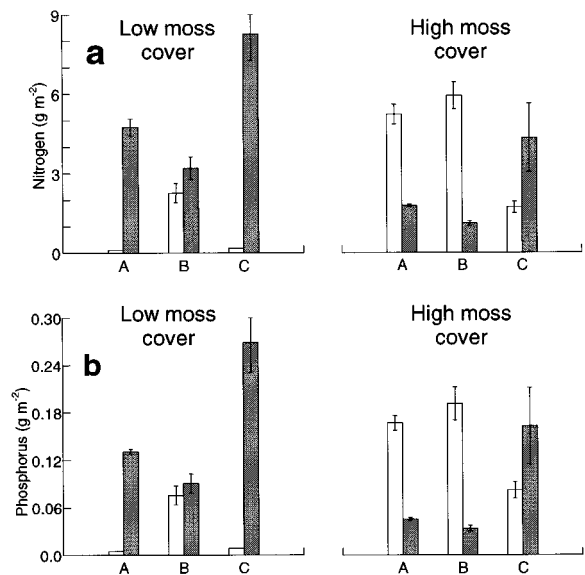 Low moss
cover
High moss
cover
a
Nitrogen (g m-2)
9
6
3
0
A B C
A B C
Low moss
cover
High moss
cover
b
Phosphorus (g m-2)
0.30
0.24
0.18
0.12
0.06
0.0
A B C
A B C